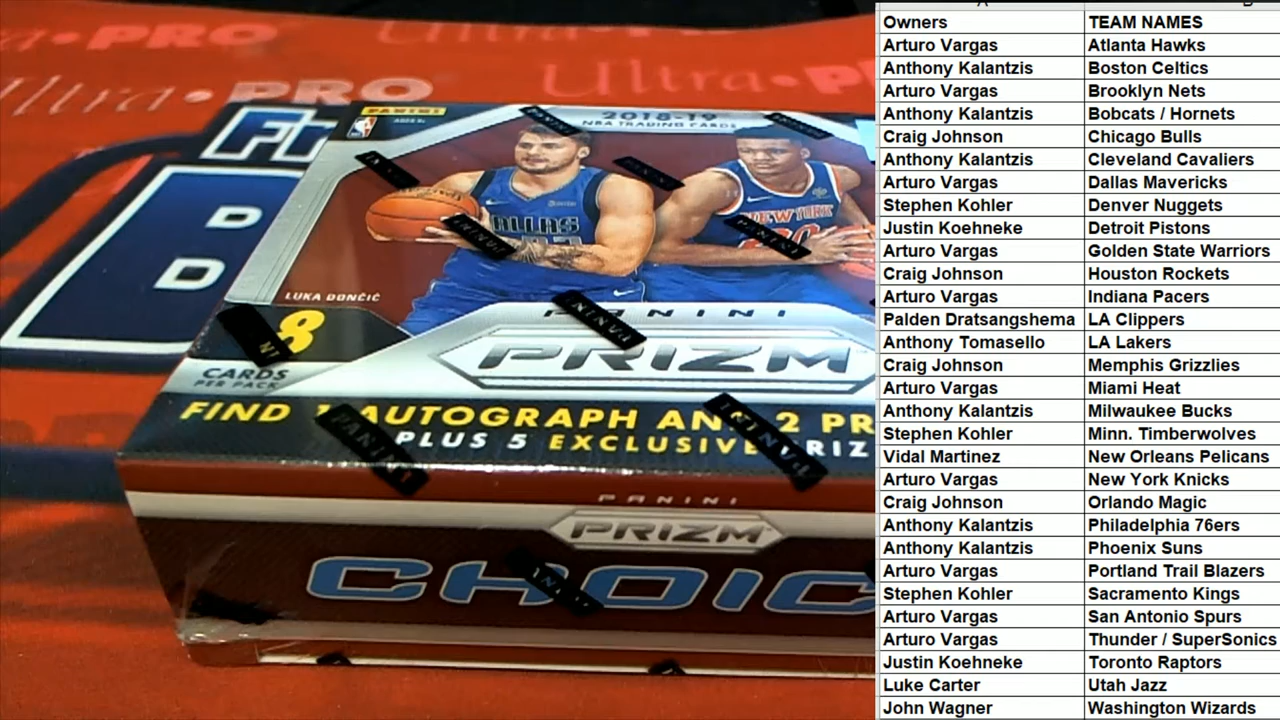 Ultra•PRO
Ultra•PRO
Fr
D
D
PANINI
2018-19
NBA TRADING CARDS
DALLAS
NEW YORK
LUKA DONČIĆ
8
CARDS
PER PACK
PANINI
PRIZM
FIND 1 AUTOGRAPH AND 2 PR
PLUS 5 EXCLUSIVE PRIZ
PANINI
PRIZM
CHOIC
Owners TEAM NAMES
Arturo Vargas Atlanta Hawks
Anthony Kalantzis Boston Celtics
Arturo Vargas Brooklyn Nets
Anthony Kalantzis Bobcats / Hornets
Craig Johnson Chicago Bulls
Anthony Kalantzis Cleveland Cavaliers
Arturo Vargas Dallas Mavericks
Stephen Kohler Denver Nuggets
Justin Koehneke Detroit Pistons
Arturo Vargas Golden State Warriors
Craig Johnson Houston Rockets
Arturo Vargas Indiana Pacers
Palden Dratsangshema LA Clippers
Anthony Tomasello LA Lakers
Craig Johnson Memphis Grizzlies
Arturo Vargas Miami Heat
Anthony Kalantzis Milwaukee Bucks
Stephen Kohler Minn. Timberwolves
Vidal Martinez New Orleans Pelicans
Arturo Vargas New York Knicks
Craig Johnson Orlando Magic
Anthony Kalantzis Philadelphia 76ers
Anthony Kalantzis Phoenix Suns
Arturo Vargas Portland Trail Blazers
Stephen Kohler Sacramento Kings
Arturo Vargas San Antonio Spurs
Arturo Vargas Thunder / SuperSonics
Justin Koehneke Toronto Raptors
Luke Carter Utah Jazz
John Wagner Washington Wizards